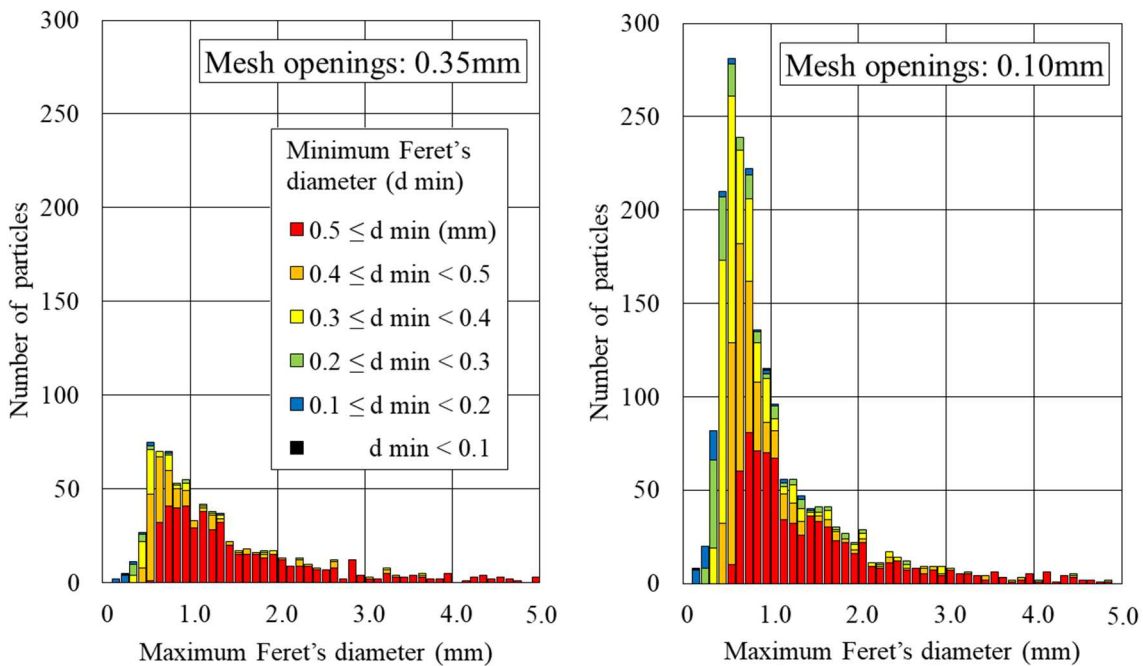 Mesh openings: 0.35mm
Number of particles
300
250
200
150
100
50
0
Minimum Feret's
diameter (d min)
0.5 ≤ d min (mm)
0.4 ≤ d min < 0.5
0.3 ≤ d min < 0.4
0.2 ≤ d min < 0.3
0.1 ≤ d min < 0.2
d min < 0.1
0 1.0 2.0 3.0 4.0 5.0
Maximum Feret's diameter (mm)
Mesh openings: 0.10mm
Number of particles
300
250
200
150
100
50
0
0 1.0 2.0 3.0 4.0 5.0
Maximum Feret's diameter (mm)